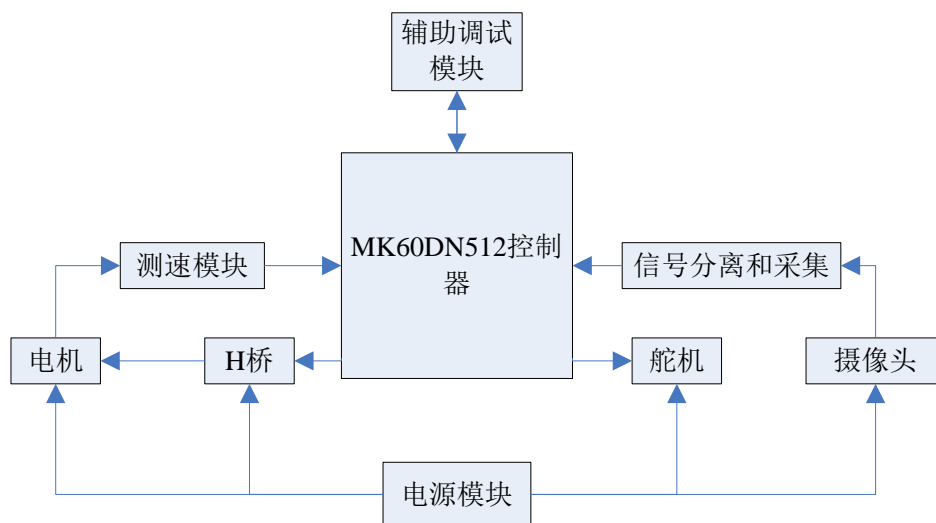 辅助调试
模块
MK60DN512控制
器
测速模块
信号分离和采集
电机
H桥
舵机
摄像头
电源模块